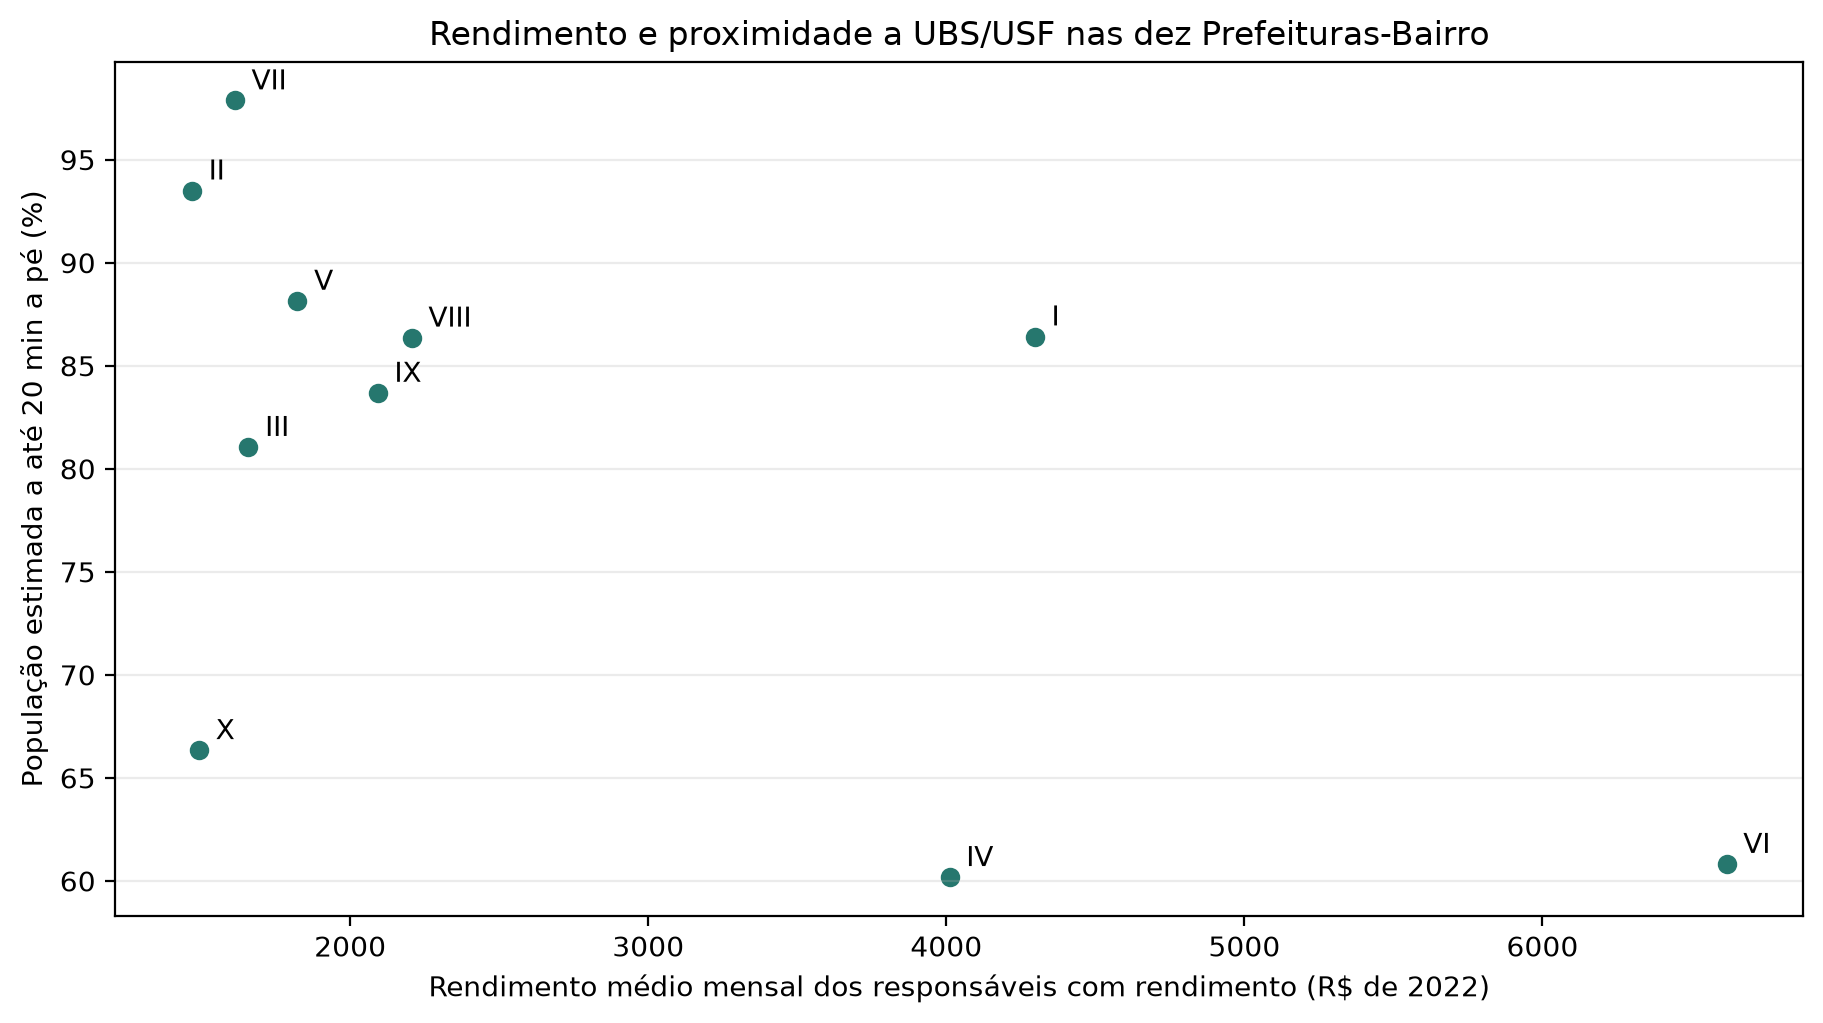 Rendimento e proximidade a UBS/USF nas dez Prefeituras-Bairro
População estimada a até 20 min a pé (%)
95
90
85
80
75
70
65
60
VII
II
V
VIII
I
IX
III
X
IV
VI
2000
3000
4000
5000
6000
Rendimento médio mensal dos responsáveis com rendimento (R$ de 2022)